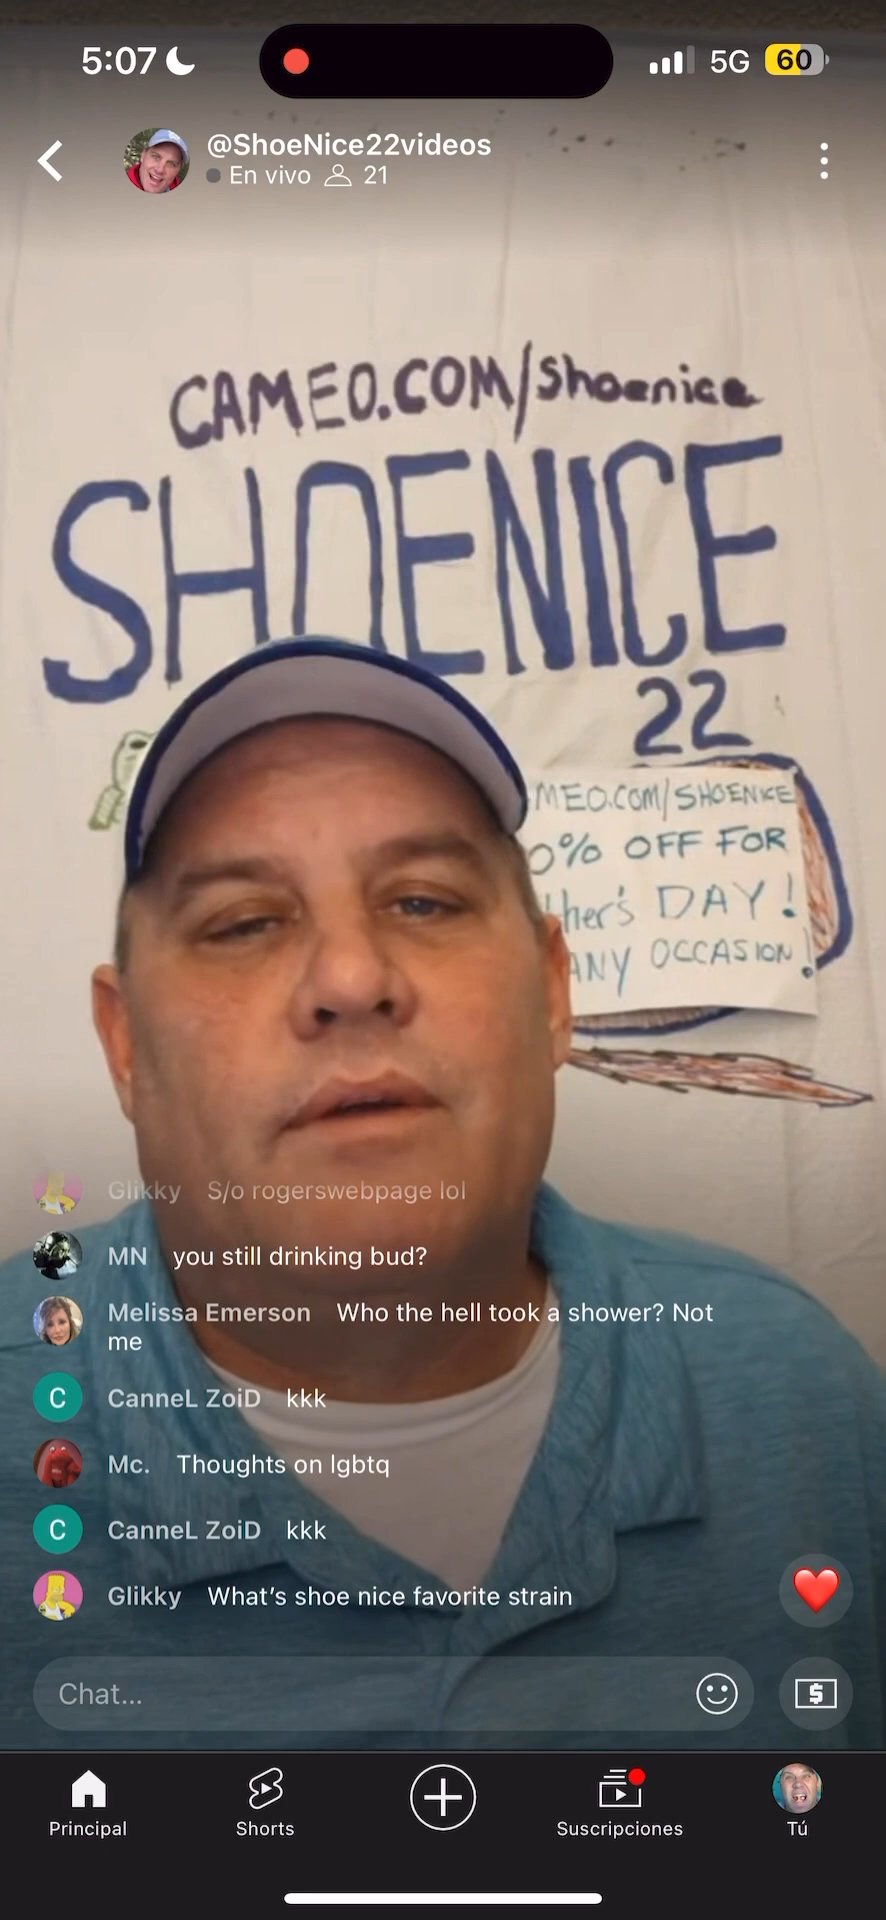 5:07
5G
60
@ShoeNice22videos
En vivo 21
CAMEO.COM/shoenice
SHOENICE
22
MEO.COM/SHOENICE
0% OFF FOR
ther's DAY!
ANY OCCASION!
Glikky S/o rogerswebpage lol
MN you still drinking bud?
Melissa Emerson Who the hell took a shower? Not
me
C CanneL ZoiD kkk
Mc. Thoughts on lgbtq
C CanneL ZoiD kkk
Glikky What's shoe nice favorite strain
Chat...
$
Principal
Shorts
Suscripciones
Tú